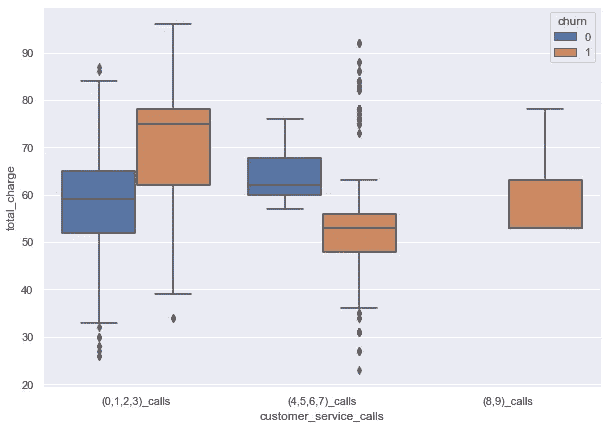 churn
0
1
90
80
70
60
50
40
30
20
total_charge
(0,1,2,3)_calls
(4,5,6,7)_calls
(8,9)_calls
customer_service_calls